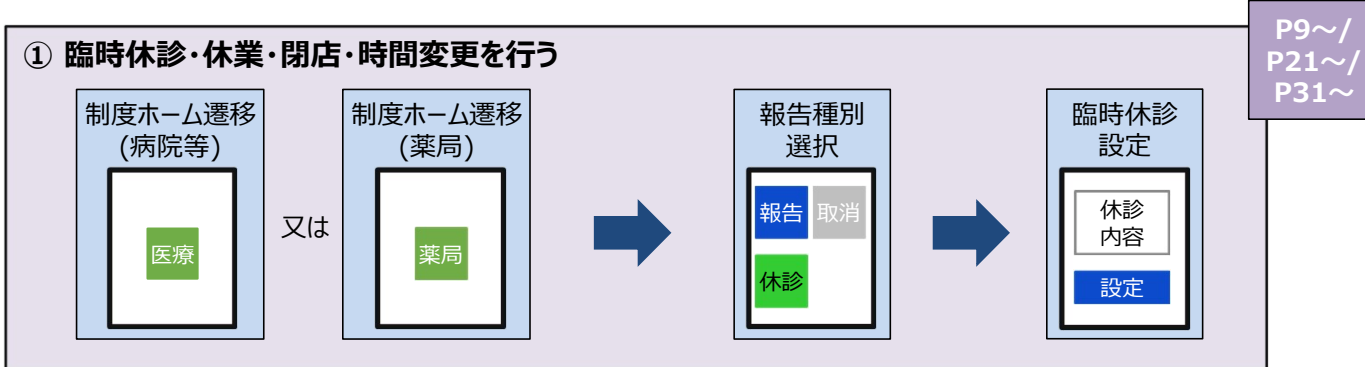 P9～/
P21～/
P31～
① 臨時休診・休業・閉店・時間変更を行う
制度ホーム遷移
(病院等)
医療
又は
制度ホーム遷移
(薬局)
薬局
報告種別
選択
報告
取消
休診
臨時休診
設定
休診
内容
設定